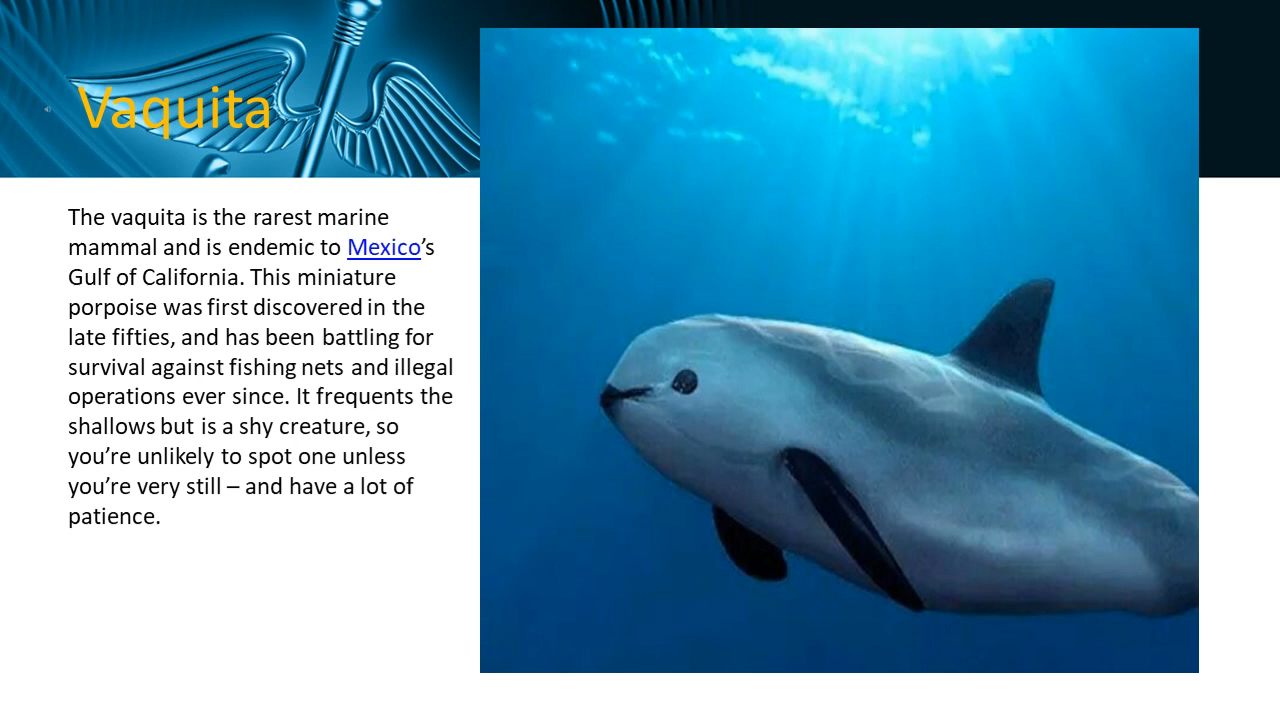 Vaquita
The vaquita is the rarest marine
mammal and is endemic to Mexico’s
Gulf of California. This miniature
porpoise was first discovered in the
late fifties, and has been battling for
survival against fishing nets and illegal
operations ever since. It frequents the
shallows but is a shy creature, so
you’re unlikely to spot one unless
you’re very still – and have a lot of
patience.